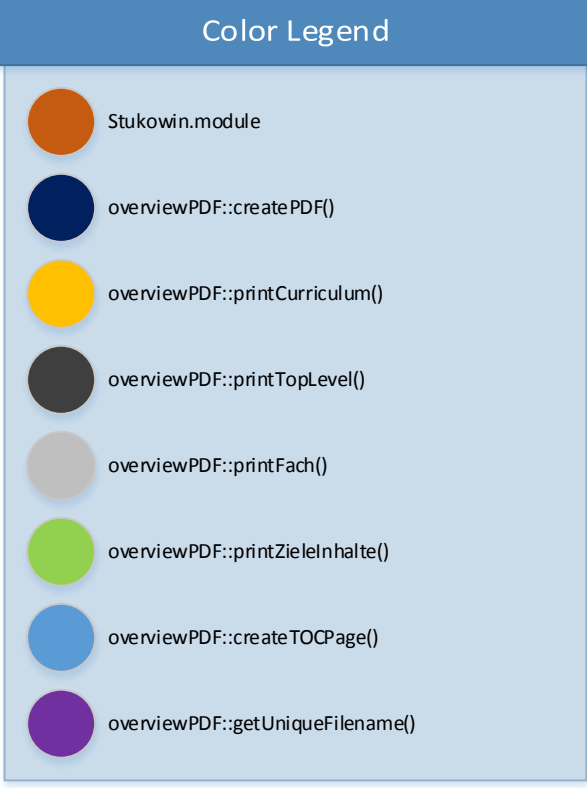 Color Legend
Stukowin.module
overviewPDF::createPDF()
overviewPDF::printCurriculum()
overviewPDF::printTopLevel()
overviewPDF::printFach()
overviewPDF::printZieleInhalte()
overviewPDF::createTOCPage()
overviewPDF::getUniqueFilename()